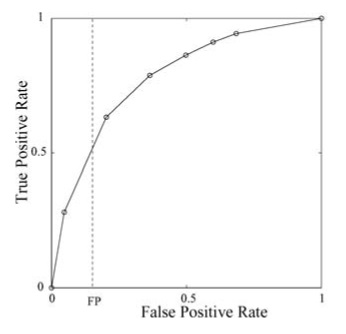 1
True Positive Rate
0.5
0
0 FP 0.5 1
False Positive Rate